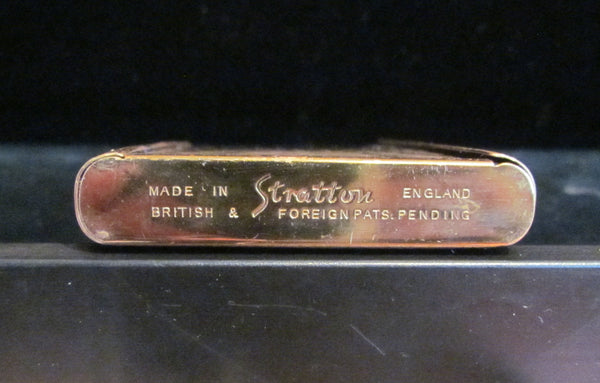 MADE IN Stratton ENGLAND
BRITISH & FOREIGN PATS. PENDING